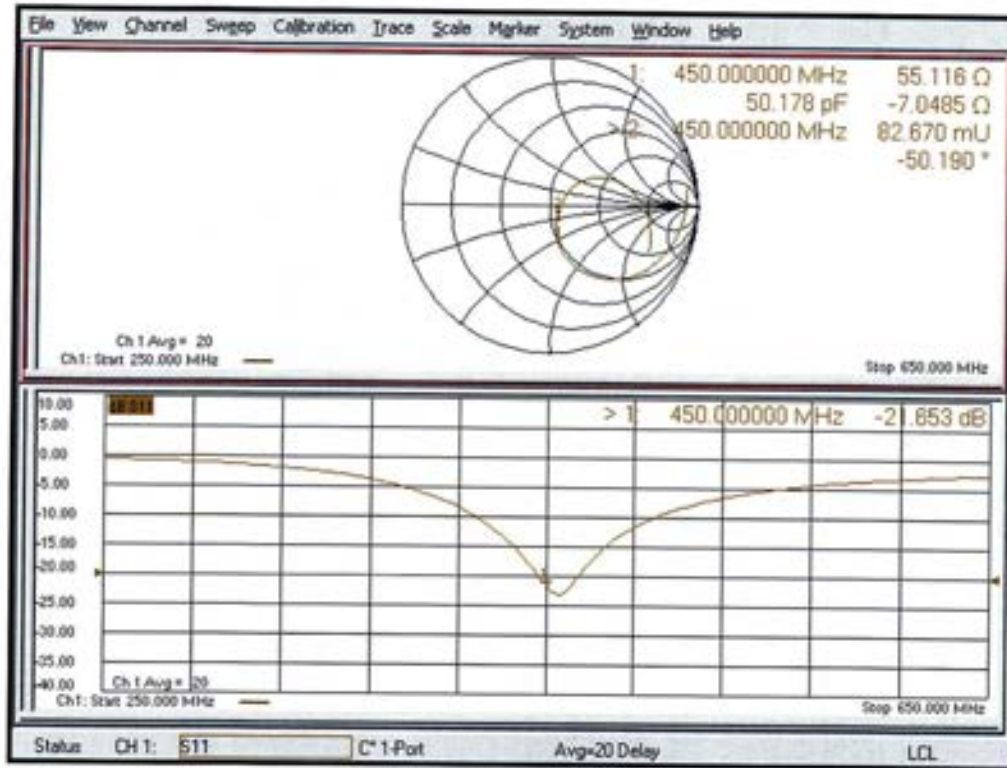 File View Channel Sweep Calibration Trace Scale Marker System Window Help
1: 450.000000 MHz 55.116 Ω
50.178 pF -7.0485 Ω
> 2: 450.000000 MHz 82.670 mU
-50.190 °
Ch 1 Avg = 20
Ch1: Start 250.000 MHz
Stop 650.000 MHz
10.00
5.00
0.00
-5.00
-10.00
-15.00
-20.00
-25.00
-30.00
-35.00
-40.00
> 1: 450.000000 MHz -21.653 dB
1
Ch 1 Avg = 20
Ch1: Start 250.000 MHz
Stop 650.000 MHz
Status CH 1: S11 C* 1-Port Avg=20 Delay LCL